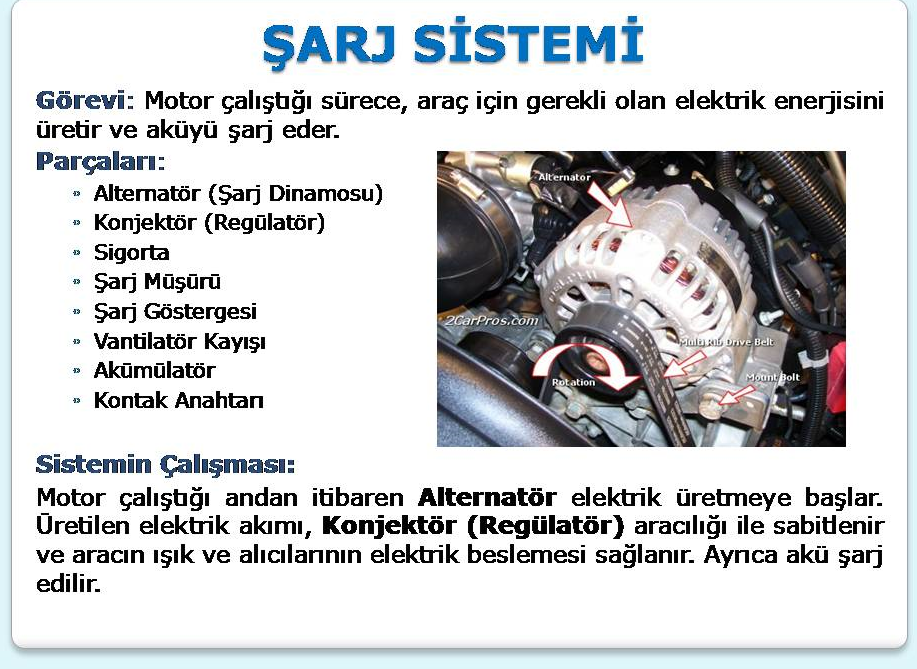 ŞARJ SİSTEMİ
Görevi: Motor çalıştığı sürece, araç için gerekli olan elektrik enerjisini
üretir ve aküyü şarj eder.
Parçaları:
Alternatör (Şarj Dinamosu)
Konjektör (Regülatör)
Sigorta
Şarj Müşürü
Şarj Göstergesi
Vantilatör Kayışı
Akümülatör
Kontak Anahtarı
Alternator
2CarPros.com
Multi Rib Drive Belt
Mount Bolt
Rotation
Sistemin Çalışması:
Motor çalıştığı andan itibaren Alternatör elektrik üretmeye başlar.
Üretilen elektrik akımı, Konjektör (Regülatör) aracılığı ile sabitlenir
ve aracın ışık ve alıcılarının elektrik beslemesi sağlanır. Ayrıca akü şarj
edilir.